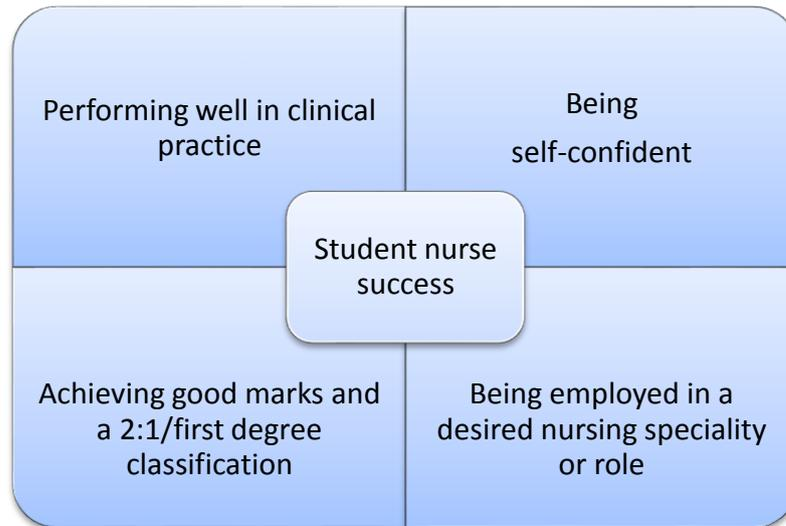 Performing well in clinical
practice
Being
self-confident
Student nurse
success
Achieving good marks and
a 2:1/first degree
classification
Being employed in a
desired nursing speciality
or role